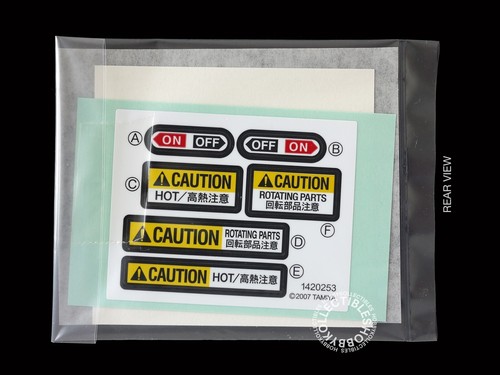 Ⓐ ON OFF
OFF ON Ⓑ
Ⓒ CAUTION
HOT/高熱注意
CAUTION
ROTATING PARTS
回転部品注意
Ⓕ
CAUTION ROTATING PARTS
回転部品注意 Ⓓ
CAUTION HOT/高熱注意 Ⓔ
1420253
©2007 TAMIYA
REAR VIEW
HOBBYKOLLECTIBLES